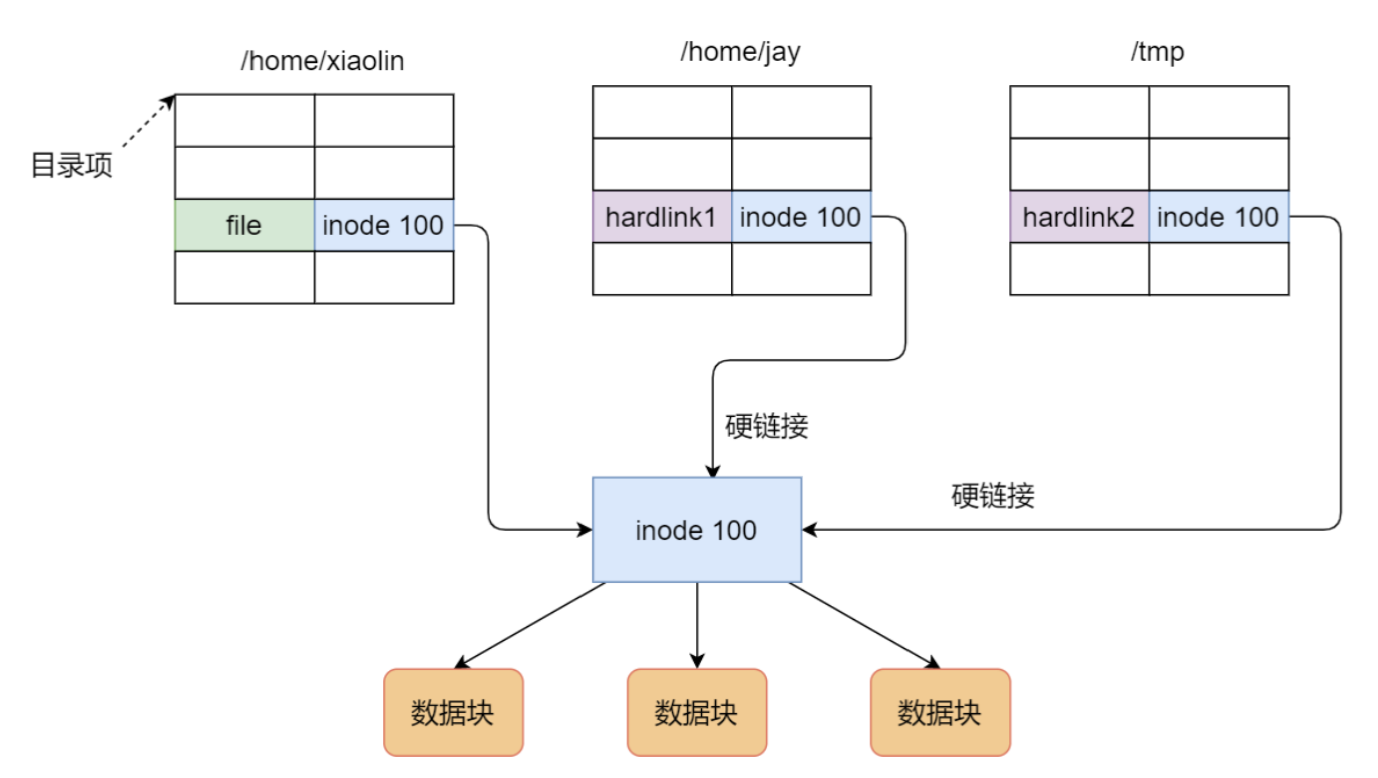 /home/xiaolin
/home/jay
/tmp
目录项
file
inode 100
hardlink1
inode 100
hardlink2
inode 100
硬链接
硬链接
inode 100
数据块
数据块
数据块